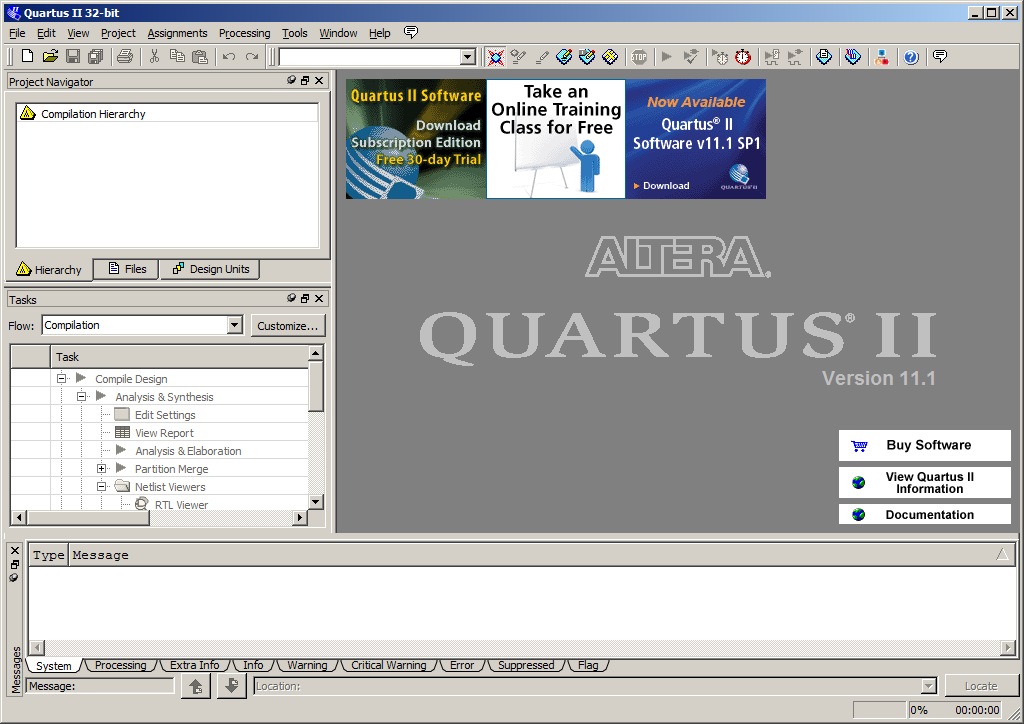 Quartus II 32-bit
File Edit View Project Assignments Processing Tools Window Help
STOP
Project Navigator
Compilation Hierarchy
Hierarchy Files Design Units
Tasks
Flow: Compilation Customize...
Task
Compile Design
Analysis & Synthesis
Edit Settings
View Report
Analysis & Elaboration
Partition Merge
Netlist Viewers
RTL Viewer
Quartus II Software
Download
Subscription Edition
Free 30-day Trial
Take an
Online Training
Class for Free
Now Available
Quartus® II
Software v11.1 SP1
Download
QUARTUS II
ALTERA®
QUARTUS® II
Version 11.1
Buy Software
View Quartus II
Information
Documentation
Type Message
Messages
System Processing Extra Info Info Warning Critical Warning Error Suppressed Flag
Message: Location: Locate
0% 00:00:00